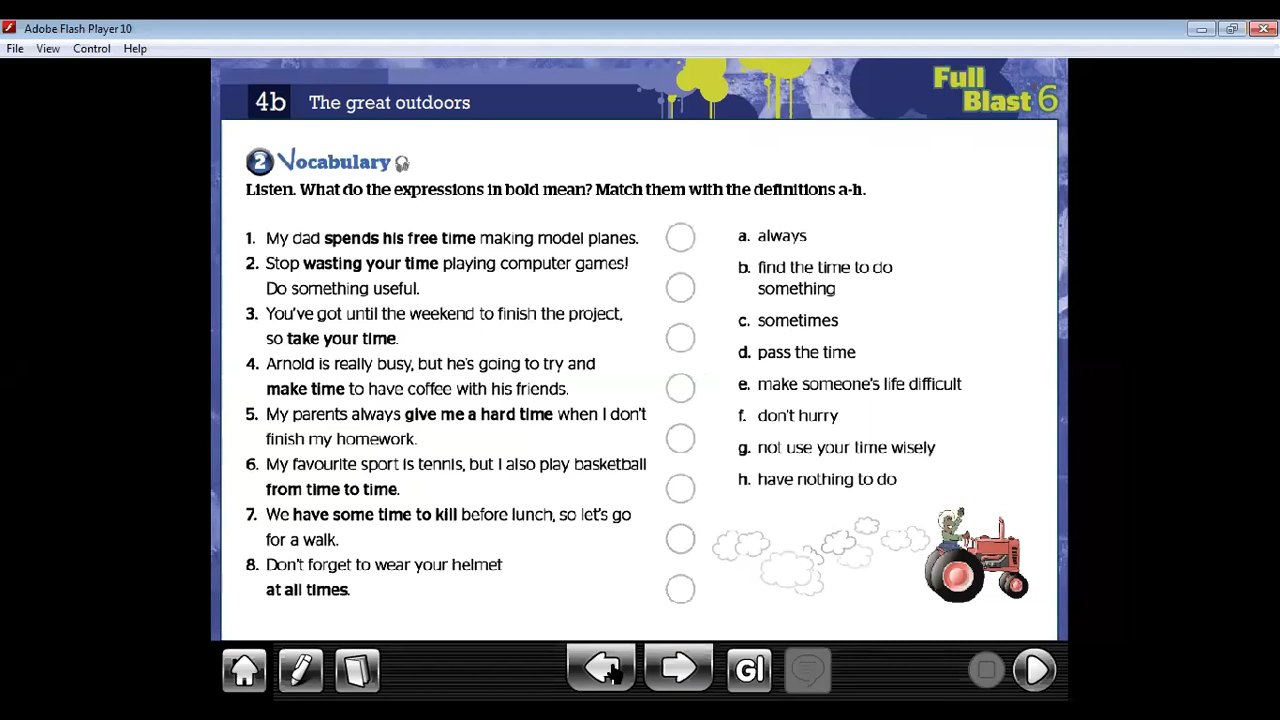 Adobe Flash Player 10
File View Control Help
4b The great outdoors
Full
Blast 6
2 Vocabulary
Listen. What do the expressions in bold mean? Match them with the definitions a-h.
1. My dad spends his free time making model planes.
2. Stop wasting your time playing computer games!
Do something useful.
3. You've got until the weekend to finish the project,
so take your time.
4. Arnold is really busy, but he's going to try and
make time to have coffee with his friends.
5. My parents always give me a hard time when I don't
finish my homework.
6. My favourite sport is tennis, but I also play basketball
from time to time.
7. We have some time to kill before lunch, so let's go
for a walk.
8. Don't forget to wear your helmet
at all times.
a. always
b. find the time to do
something
c. sometimes
d. pass the time
e. make someone's life difficult
f. don't hurry
g. not use your time wisely
h. have nothing to do
Gl